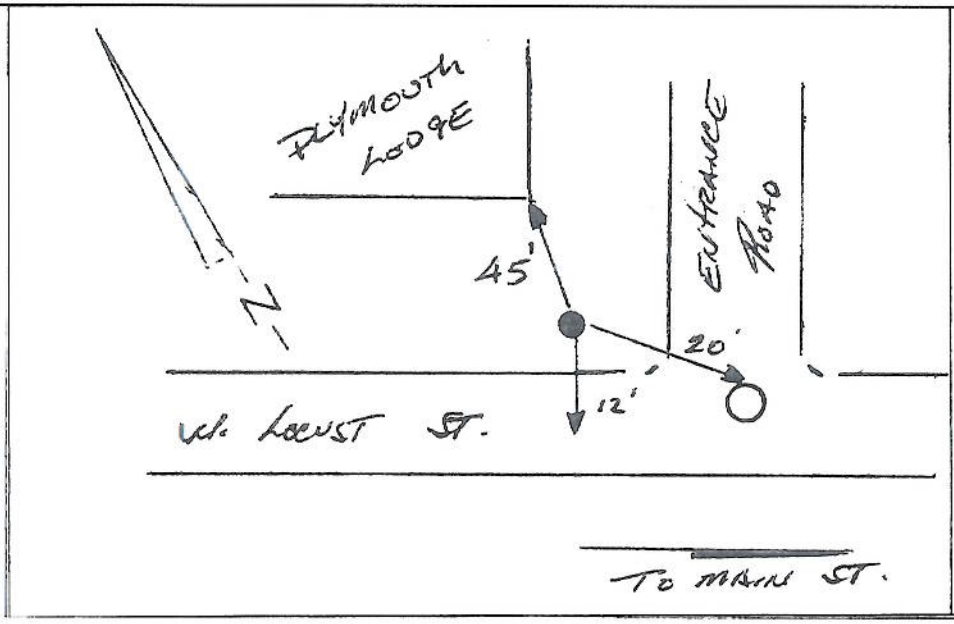 PLYMOUTH
LODGE
ENTRANCE
ROAD
45'
N
20'
12'
W. LOCUST ST.
TO MAIN ST.